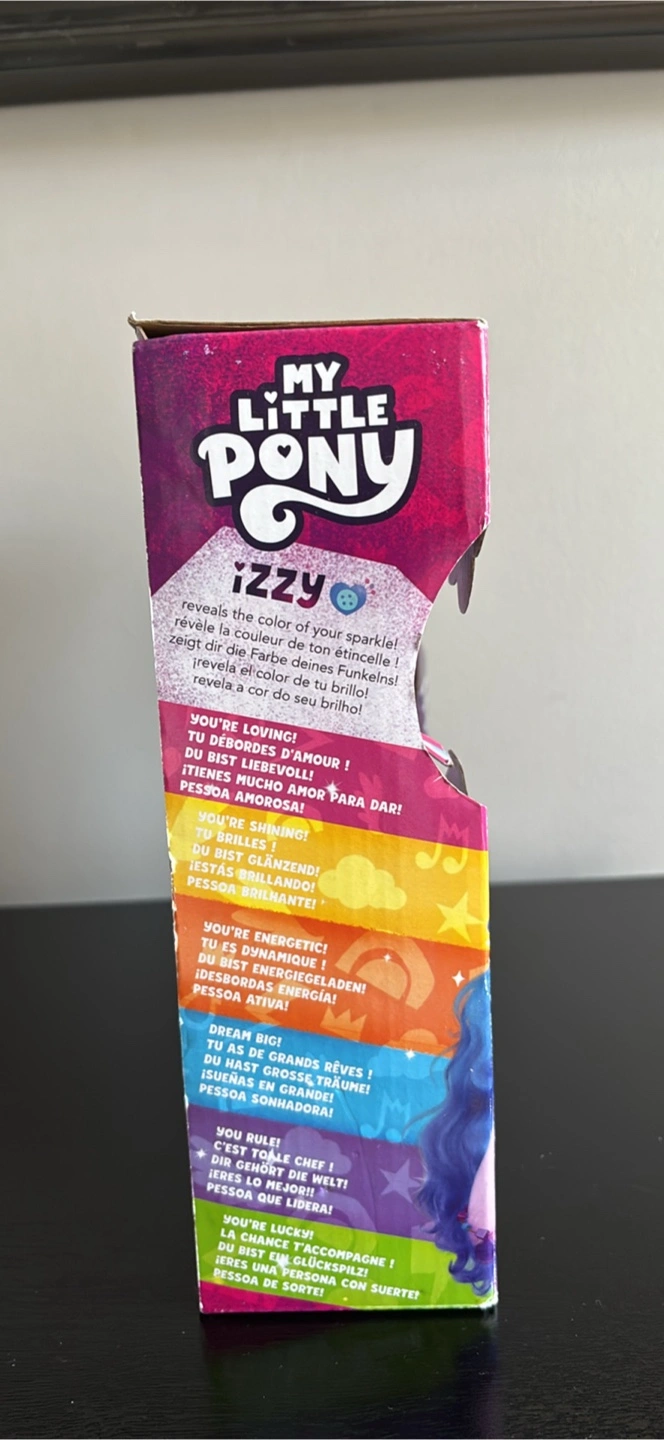 MY
LiTTLE
PONY
iZZY
reveals the color of your sparkle!
révèle la couleur de ton étincelle !
zeigt dir die Farbe deines Funkelns!
¡revela el color de tu brillo!
revela a cor do seu brilho!
YOU'RE LOVING!
TU DÉBORDES D'AMOUR !
DU BIST LIEBEVOLL!
¡TIENES MUCHO AMOR PARA DAR!
PESSOA AMOROSA!
YOU'RE SHINING!
TU BRILLES !
DU BIST GLÄNZEND!
¡ESTÁS BRILLANDO!
PESSOA BRILHANTE!
YOU'RE ENERGETIC!
TU ES DYNAMIQUE !
DU BIST ENERGIEGELADEN!
¡DESBORDAS ENERGÍA!
PESSOA ATIVA!
DREAM BIG!
TU AS DE GRANDS RÊVES !
DU HAST GROSSE TRÄUME!
¡SUEÑAS EN GRANDE!
PESSOA SONHADORA!
YOU RULE!
C'EST TOI LE CHEF !
DIR GEHÖRT DIE WELT!
¡ERES LO MEJOR!!
PESSOA QUE LIDERA!
YOU'RE LUCKY!
LA CHANCE T'ACCOMPAGNE !
DU BIST EIN GLÜCKSPILZ!
¡ERES UNA PERSONA CON SUERTE!
PESSOA DE SORTE!